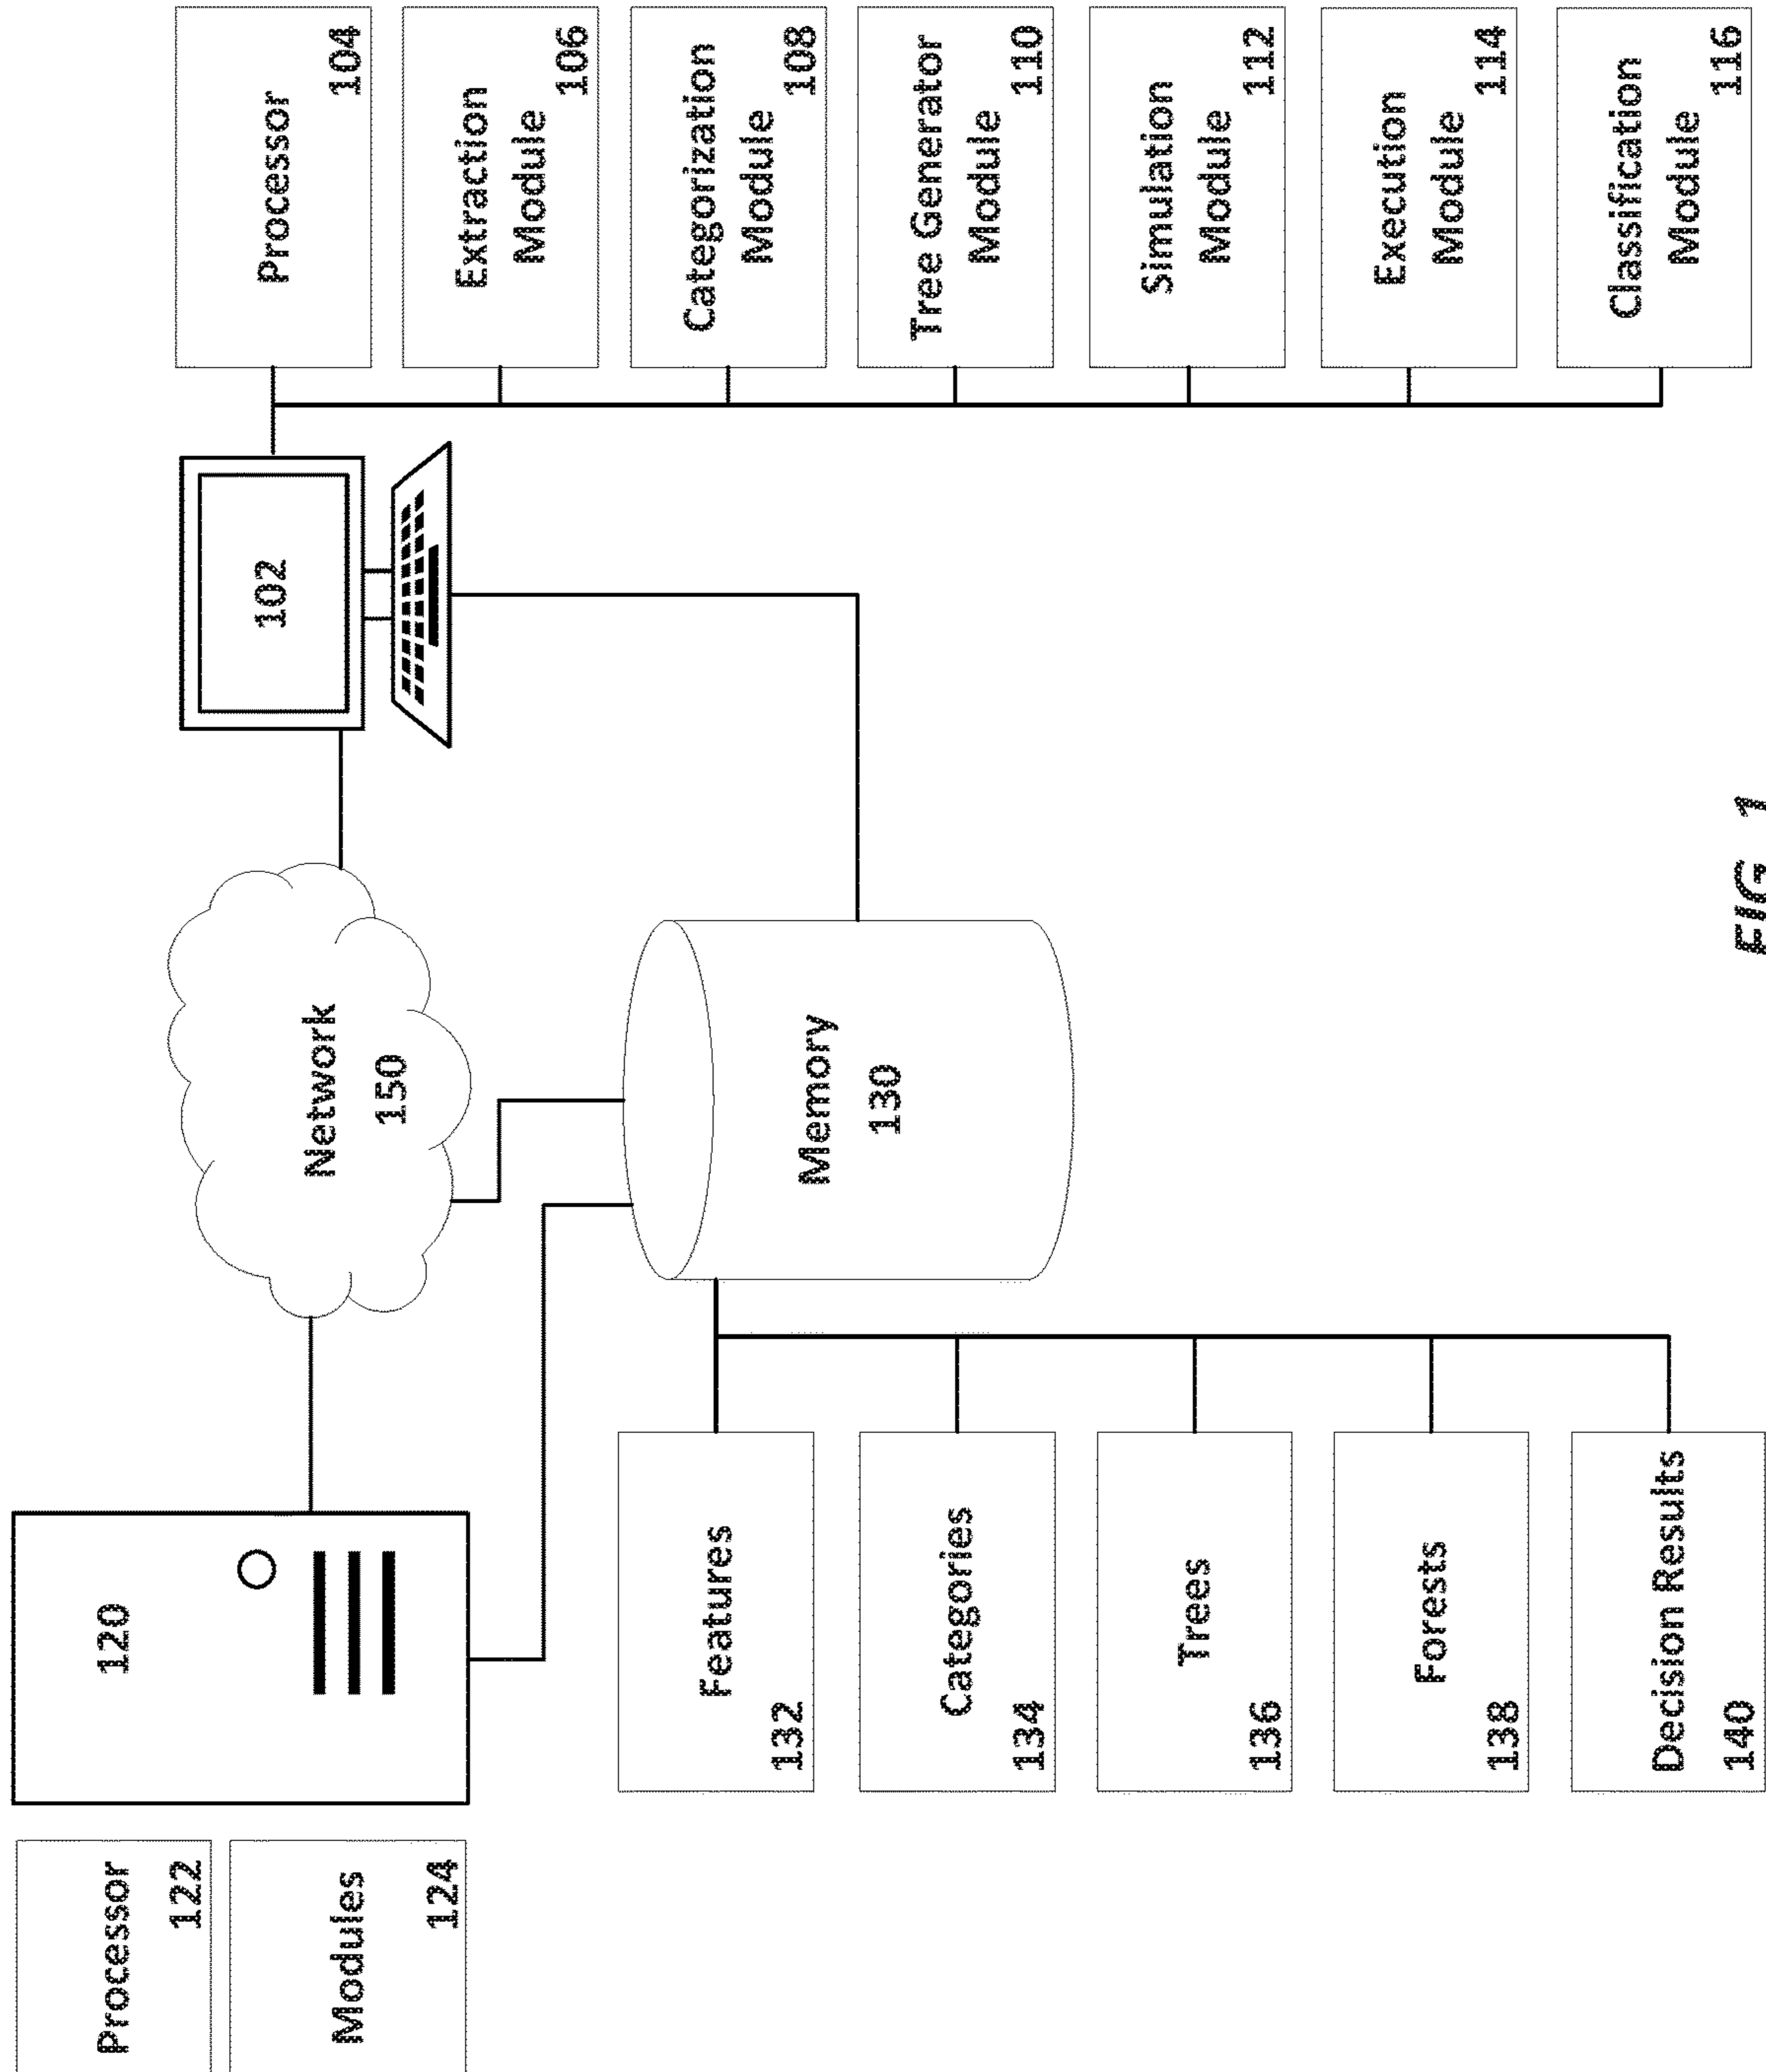 Processor
122
Modules
124
120
Network
150
102
Processor
104
Extraction
Module
106
Categorization
Module
108
Tree Generator
Module
110
Simulation
Module
112
Execution
Module
114
Classification
Module
116
Memory
130
Features
132
Categories
134
Trees
136
Forests
138
Decision Results
140
FIG 1